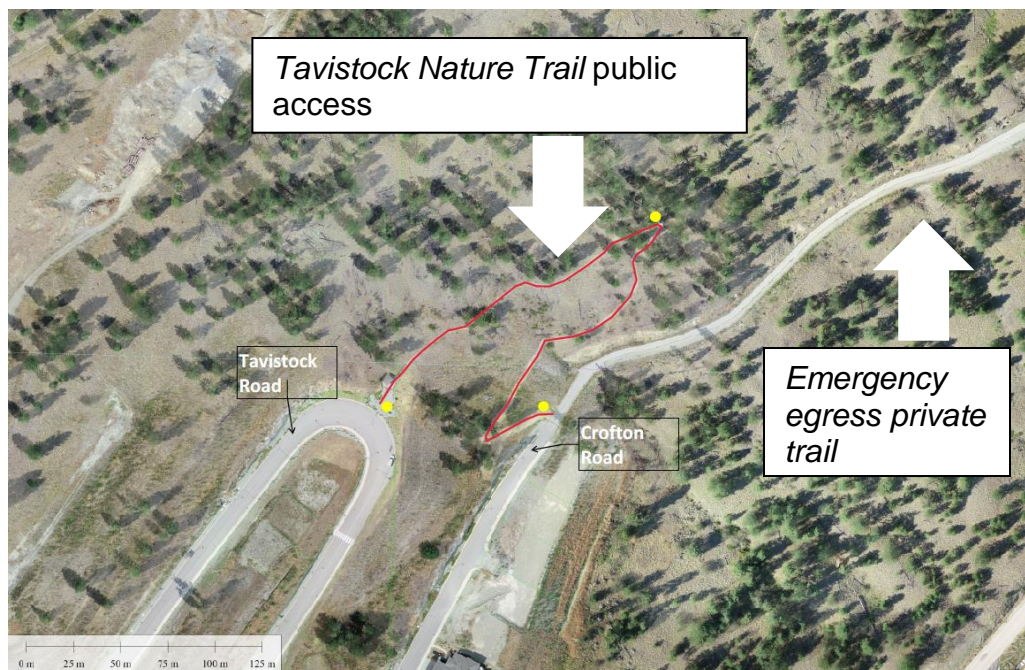 Tavistock Nature Trail public
access
Tavistock
Road
Crofton
Road
Emergency
egress private
trail
0 m 25 m 50 m 75 m 100 m 125 m